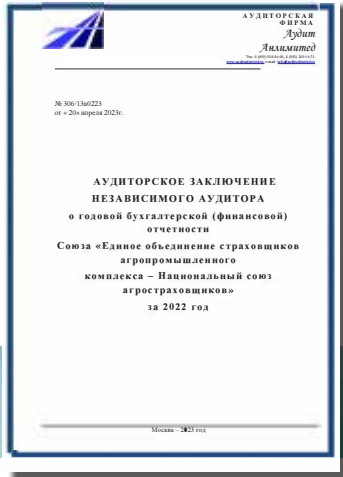 АУДИТОРСКАЯ
ФИРМА
Аудит
Анлимитед
№ 306/13и0223
от « 20» апреля 2023г.
АУДИТОРСКОЕ ЗАКЛЮЧЕНИЕ
НЕЗАВИСИМОГО АУДИТОРА
о годовой бухгалтерской (финансовой)
отчетности
Союза «Единое объединение страховщиков
агропромышленного
комплекса – Национальный союз
агростраховщиков»
за 2022 год
Москва – 2023 год